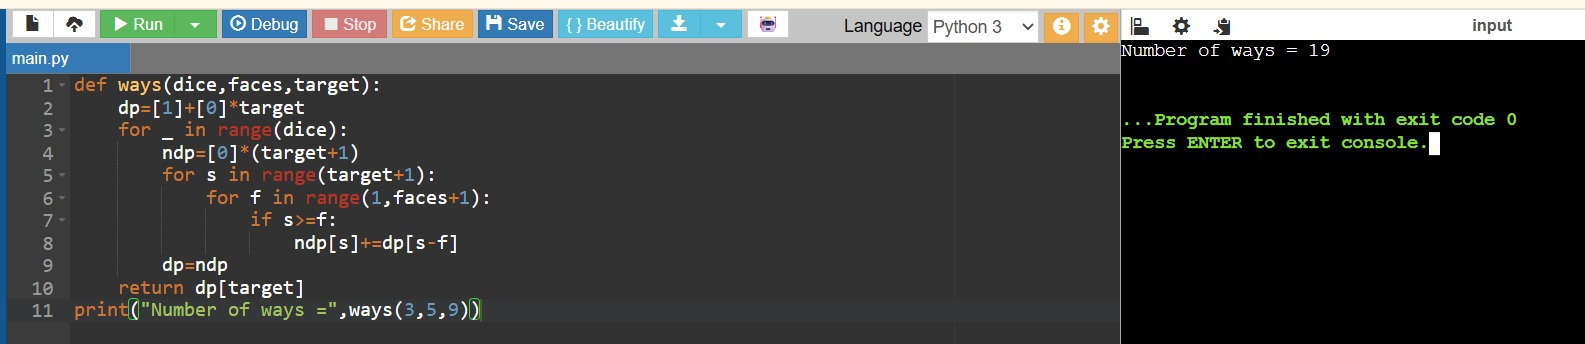 Run Debug Stop Share Save { } Beautify Language Python 3 input
main.py
1 def ways(dice,faces,target):
2 dp=[1]+[0]*target
3 for _ in range(dice):
4 ndp=[0]*(target+1)
5 for s in range(target+1):
6 for f in range(1,faces+1):
7 if s>=f:
8 ndp[s]+=dp[s-f]
9 dp=ndp
10 return dp[target]
11 print("Number of ways =",ways(3,5,9))
Number of ways = 19
...Program finished with exit code 0
Press ENTER to exit console.